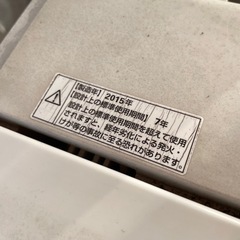 【製造年】2015年
【設計上の標準使用期間】7年
設計上の標準使用期間を超えて使用
されますと、経年劣化による発火・
けが等の事故に至る恐れがあります。